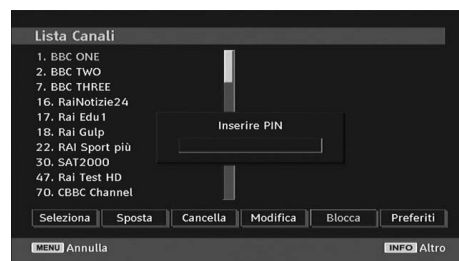 Lista Canali
1. BBC ONE
2. BBC TWO
7. BBC THREE
16. RaiNotizie24
17. Rai Edu1
18. Rai Gulp
22. RAI Sport più
30. SAT2000
47. Rai Test HD
70. CBBC Channel
Inserire PIN
Seleziona Sposta Cancella Modifica Blocca Preferiti
MENU Annulla INFO Altro